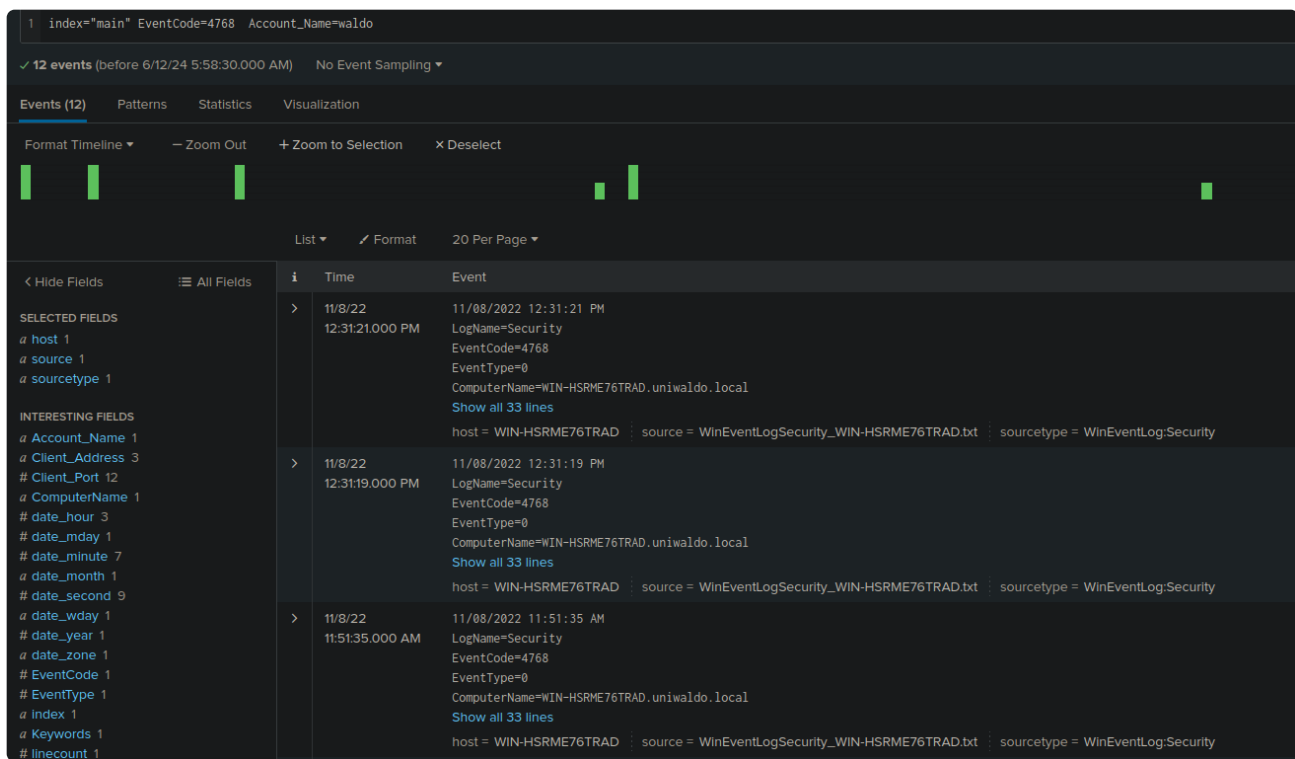 1 index="main" EventCode=4768 Account_Name=waldo
✓ 12 events (before 6/12/24 5:58:30.000 AM) No Event Sampling ▾
Events (12) Patterns Statistics Visualization
Format Timeline ▾ — Zoom Out + Zoom to Selection × Deselect
List ▾ Format 20 Per Page ▾
< Hide Fields All Fields
SELECTED FIELDS
a host 1
a source 1
a sourcetype 1
INTERESTING FIELDS
a Account_Name 1
a Client_Address 3
# Client_Port 12
a ComputerName 1
# date_hour 3
# date_mday 1
# date_minute 7
a date_month 1
# date_second 9
a date_wday 1
# date_year 1
a date_zone 1
# EventCode 1
# EventType 1
a index 1
a Keywords 1
# linecount 1
i Time Event
> 11/8/22 11/08/2022 12:31:21 PM
12:31:21.000 PM LogName=Security
EventCode=4768
EventType=0
ComputerName=WIN-HSRME76TRAD.uniwaldo.local
Show all 33 lines
host = WIN-HSRME76TRAD source = WinEventLogSecurity_WIN-HSRME76TRAD.txt sourcetype = WinEventLog:Security
> 11/8/22 11/08/2022 12:31:19 PM
12:31:19.000 PM LogName=Security
EventCode=4768
EventType=0
ComputerName=WIN-HSRME76TRAD.uniwaldo.local
Show all 33 lines
host = WIN-HSRME76TRAD source = WinEventLogSecurity_WIN-HSRME76TRAD.txt sourcetype = WinEventLog:Security
> 11/8/22 11/08/2022 11:51:35 AM
11:51:35.000 AM LogName=Security
EventCode=4768
EventType=0
ComputerName=WIN-HSRME76TRAD.uniwaldo.local
Show all 33 lines
host = WIN-HSRME76TRAD source = WinEventLogSecurity_WIN-HSRME76TRAD.txt sourcetype = WinEventLog:Security